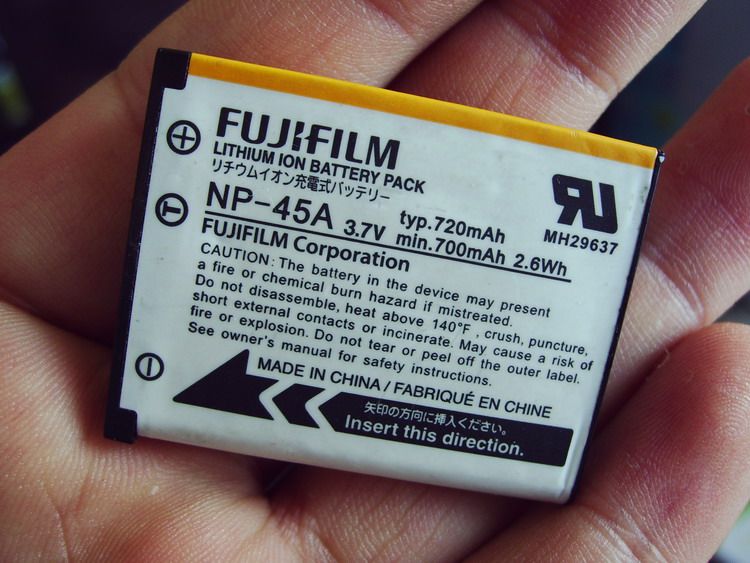 FUJIFILM
LITHIUM ION BATTERY PACK
リチウムイオン充電式バッテリー
NP-45A 3.7V typ.720mAh min.700mAh 2.6Wh
FUJIFILM Corporation
CAUTION: The battery in the device may present
a fire or chemical burn hazard if mistreated.
Do not disassemble, heat above 140°F, crush, puncture,
short external contacts or incinerate. May cause a risk of
fire or explosion. Do not tear or peel off the outer label.
See owner's manual for safety instructions.
MADE IN CHINA / FABRIQUÉ EN CHINE
矢印の方向に挿入ください。
Insert this direction.
+
T
−
RU
MH29637